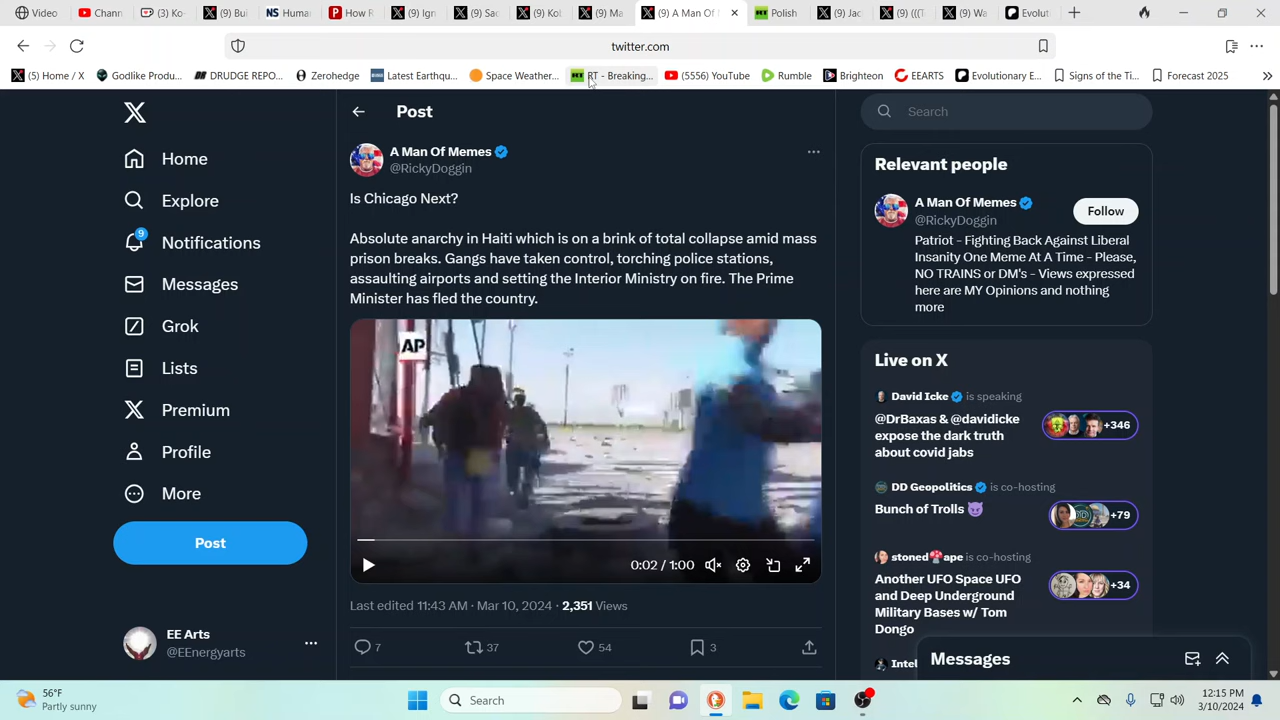 Video
Chann
(3) Ko-
(9) Bui
NS Human
How R
(9) Ign
(9) Sac
(9) Kob
(9) Ma
(9) A Man Of M
Polish
(9) Jac
(9) (((T
(9) Wa
Evoluti
twitter.com
(5) Home / X
Godlike Produ...
DRUDGE REPO...
Zerohedge
Latest Earthqu...
Space Weather...
RT - Breaking...
(5556) YouTube
Rumble
Brighteon
EEARTS
Evolutionary E...
Signs of the Ti...
Forecast 2025
Home
Explore
9
Notifications
Messages
Grok
Lists
Premium
Profile
More
Post
EE Arts
@EEnergyarts
Post
A Man Of Memes
@RickyDoggin
Is Chicago Next?
Absolute anarchy in Haiti which is on a brink of total collapse amid mass
prison breaks. Gangs have taken control, torching police stations,
assaulting airports and setting the Interior Ministry on fire. The Prime
Minister has fled the country.
AP
0:02 / 1:00
Last edited 11:43 AM · Mar 10, 2024 · 2,351 Views
7
37
54
3
Search
Relevant people
A Man Of Memes
@RickyDoggin
Follow
Patriot - Fighting Back Against Liberal
Insanity One Meme At A Time - Please,
NO TRAINS or DM's - Views expressed
here are MY Opinions and nothing
more
Live on X
David Icke is speaking
@DrBaxas & @davidicke
expose the dark truth
about covid jabs
+346
DD Geopolitics is co-hosting
Bunch of Trolls 😈
+79
stoned🍄ape is co-hosting
Another UFO Space UFO
and Deep Underground
Military Bases w/ Tom
Dongo
+34
Intel
Messages
56°F
Partly sunny
Search
12:15 PM
3/10/2024